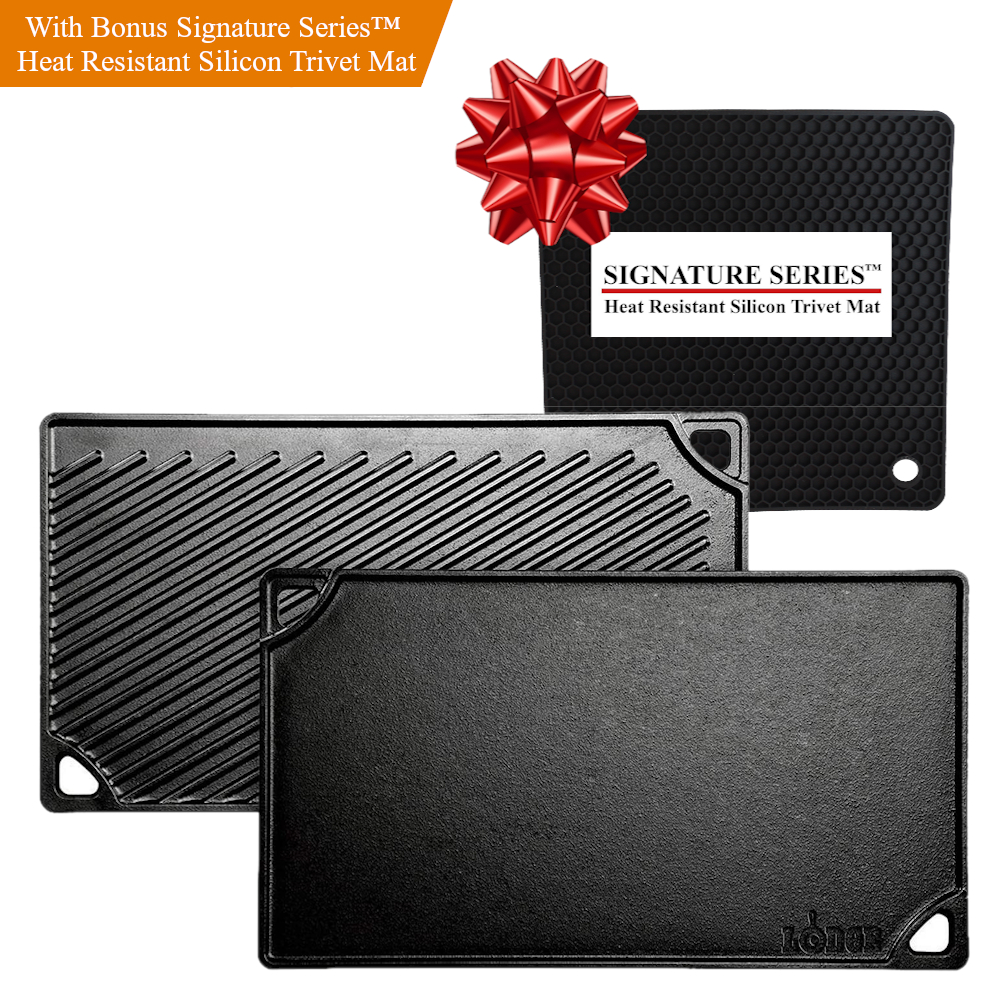 With Bonus Signature Series™
Heat Resistant Silicon Trivet Mat
SIGNATURE SERIES™
Heat Resistant Silicon Trivet Mat
LODGE